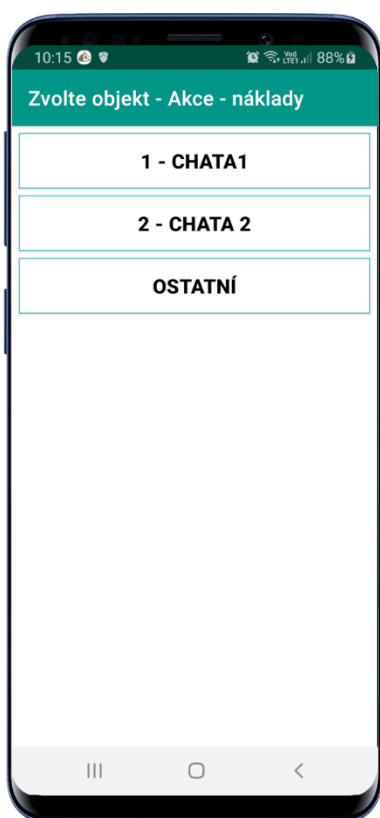 10:15 88%
Zvolte objekt - Akce - náklady
1 - CHATA1
2 - CHATA 2
OSTATNÍ